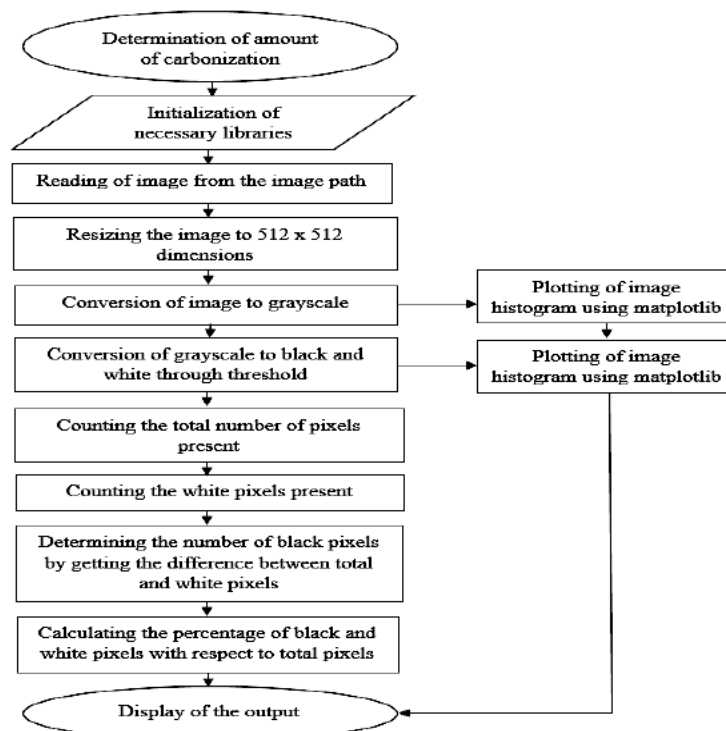 Determination of amount
of carbonization
Initialization of
necessary libraries
Reading of image from the image path
Resizing the image to 512 x 512
dimensions
Conversion of image to grayscale
Plotting of image
histogram using matplotlib
Conversion of grayscale to black and
white through threshold
Plotting of image
histogram using matplotlib
Counting the total number of pixels
present
Counting the white pixels present
Determining the number of black pixels
by getting the difference between total
and white pixels
Calculating the percentage of black and
white pixels with respect to total pixels
Display of the output